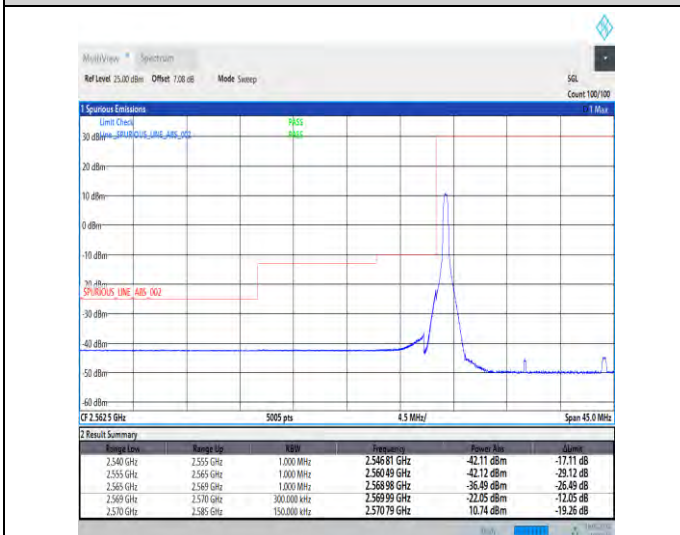 MultiView Spectrum
Ref Level 25.00 dBm Offset 7.08 dB Mode Sweep SGL
Count 100/100
1 Spurious Emissions 1 Max
Limit Check PASS
30 dBm Line _SPURIOUS_LINE_ABS_002 PASS
20 dBm
10 dBm
0 dBm
-10 dBm
-20 dBm
_SPURIOUS_LINE_ABS_002
-30 dBm
-40 dBm
-50 dBm
-60 dBm
CF 2.5625 GHz 5005 pts 4.5 MHz/ Span 45.0 MHz
2 Result Summary
Range Low Range Up RBW Frequency Power Abs ΔLimit
2.540 GHz 2.555 GHz 1.000 MHz 2.546 81 GHz -42.11 dBm -17.11 dB
2.555 GHz 2.565 GHz 1.000 MHz 2.560 49 GHz -42.12 dBm -29.12 dB
2.565 GHz 2.569 GHz 1.000 MHz 2.568 98 GHz -36.49 dBm -26.49 dB
2.569 GHz 2.570 GHz 300.000 kHz 2.569 99 GHz -22.05 dBm -12.05 dB
2.570 GHz 2.585 GHz 150.000 kHz 2.570 79 GHz 10.74 dBm -19.26 dB